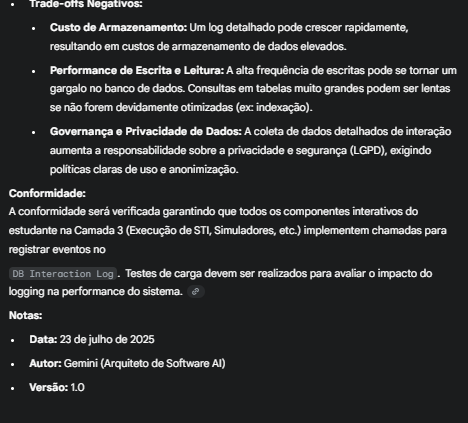 Trade-offs Negativos:
Custo de Armazenamento: Um log detalhado pode crescer rapidamente,
resultando em custos de armazenamento de dados elevados.
Performance de Escrita e Leitura: A alta frequência de escritas pode se tornar um
gargalo no banco de dados. Consultas em tabelas muito grandes podem ser lentas
se não forem devidamente otimizadas (ex: indexação).
Governança e Privacidade de Dados: A coleta de dados detalhados de interação
aumenta a responsabilidade sobre a privacidade e segurança (LGPD), exigindo
políticas claras de uso e anonimização.
Conformidade:
A conformidade será verificada garantindo que todos os componentes interativos do
estudante na Camada 3 (Execução de STI, Simuladores, etc.) implementem chamadas para
registrar eventos no
DB Interaction Log. Testes de carga devem ser realizados para avaliar o impacto do
logging na performance do sistema.
Notas:
Data: 23 de julho de 2025
Autor: Gemini (Arquiteto de Software AI)
Versão: 1.0